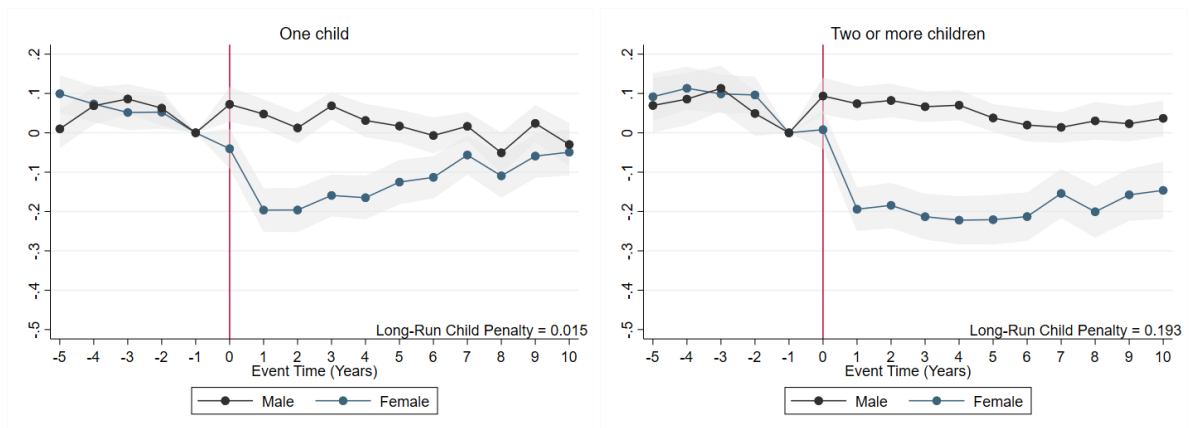 One child
.2
.1
0
-.1
-.2
-.3
-.4
-.5
Long-Run Child Penalty = 0.015
-5 -4 -3 -2 -1 0 1 2 3 4 5 6 7 8 9 10
Event Time (Years)
Male Female
Two or more children
.2
.1
0
-.1
-.2
-.3
-.4
-.5
Long-Run Child Penalty = 0.193
-5 -4 -3 -2 -1 0 1 2 3 4 5 6 7 8 9 10
Event Time (Years)
Male Female